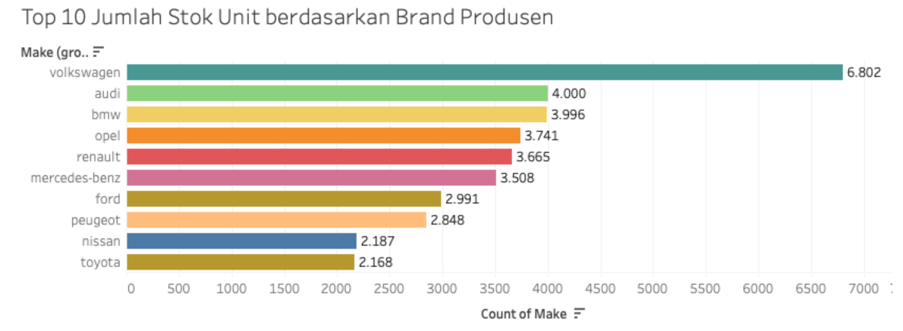 Top 10 Jumlah Stok Unit berdasarkan Brand Produsen
Make (gro..
volkswagen 6.802
audi 4.000
bmw 3.996
opel 3.741
renault 3.665
mercedes-benz 3.508
ford 2.991
peugeot 2.848
nissan 2.187
toyota 2.168
0 500 1000 1500 2000 2500 3000 3500 4000 4500 5000 5500 6000 6500 7000
Count of Make